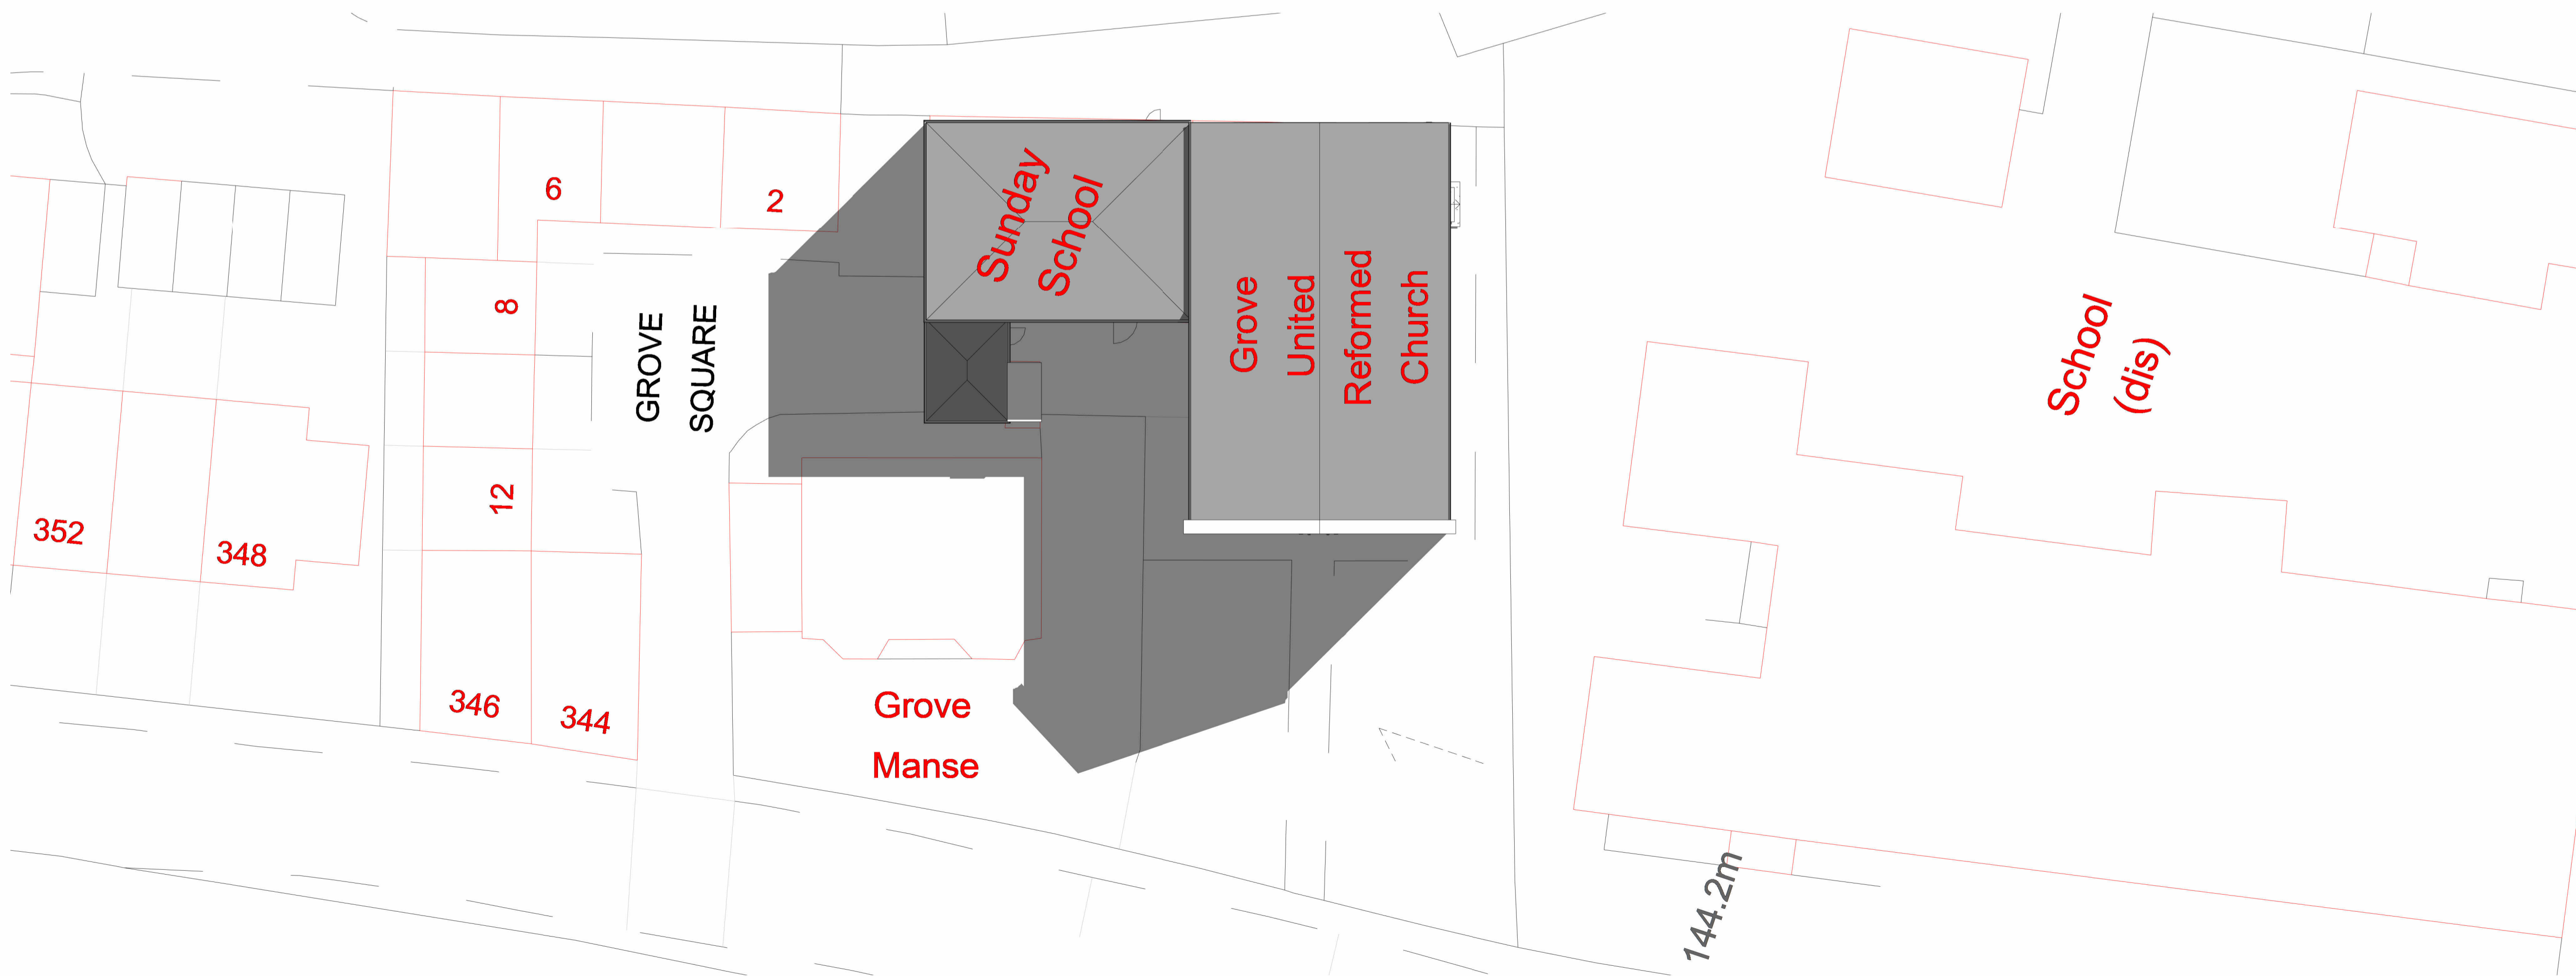 6
2
Sunday
School
8
GROVE
SQUARE
Grove
United
Reformed
Church
School
(dis)
12
352
348
346
344
Grove
Manse
144.2m